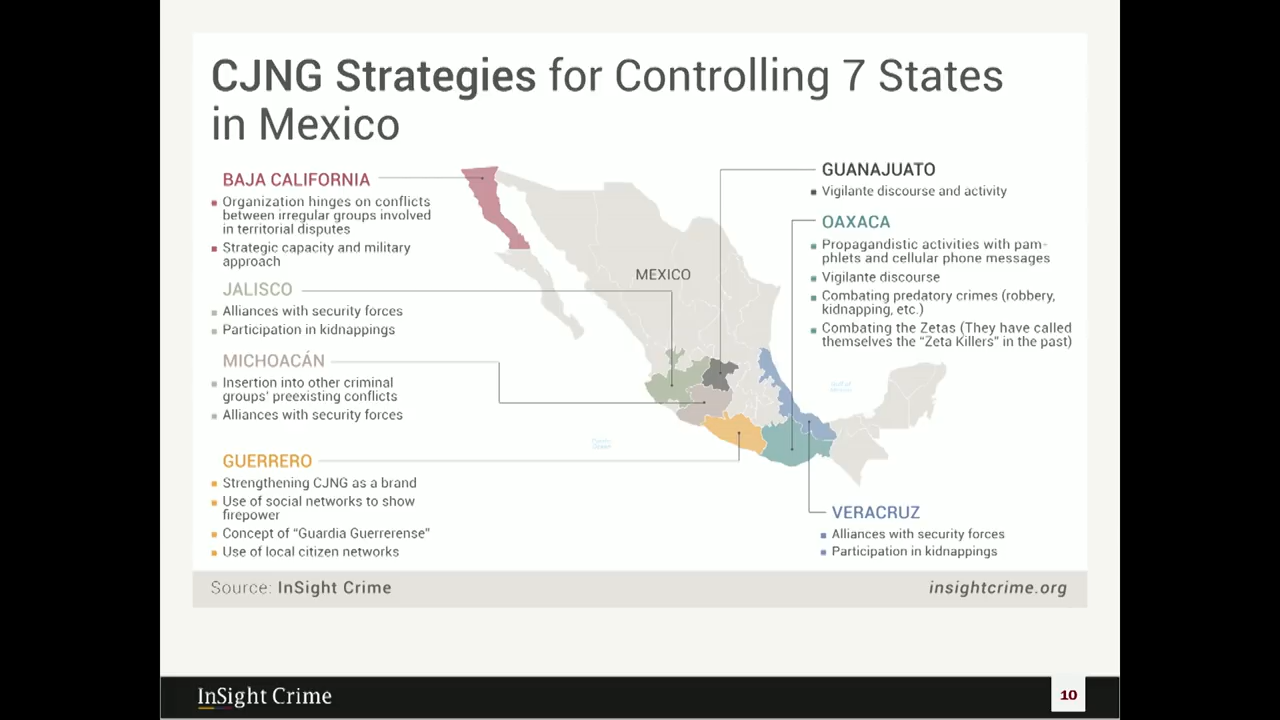 CJNG Strategies for Controlling 7 States
in Mexico
BAJA CALIFORNIA
Organization hinges on conflicts
between irregular groups involved
in territorial disputes
Strategic capacity and military
approach
JALISCO
Alliances with security forces
Participation in kidnappings
MICHOACÁN
Insertion into other criminal
groups' preexisting conflicts
Alliances with security forces
GUERRERO
Strengthening CJNG as a brand
Use of social networks to show
firepower
Concept of “Guardia Guerrerense”
Use of local citizen networks
MEXICO
Pacific
Ocean
Gulf of
Mexico
GUANAJUATO
Vigilante discourse and activity
OAXACA
Propagandistic activities with pam-
phlets and cellular phone messages
Vigilante discourse
Combating predatory crimes (robbery,
kidnapping, etc.)
Combating the Zetas (They have called
themselves the “Zeta Killers” in the past)
VERACRUZ
Alliances with security forces
Participation in kidnappings
Source: InSight Crime
insightcrime.org
InSight Crime
10